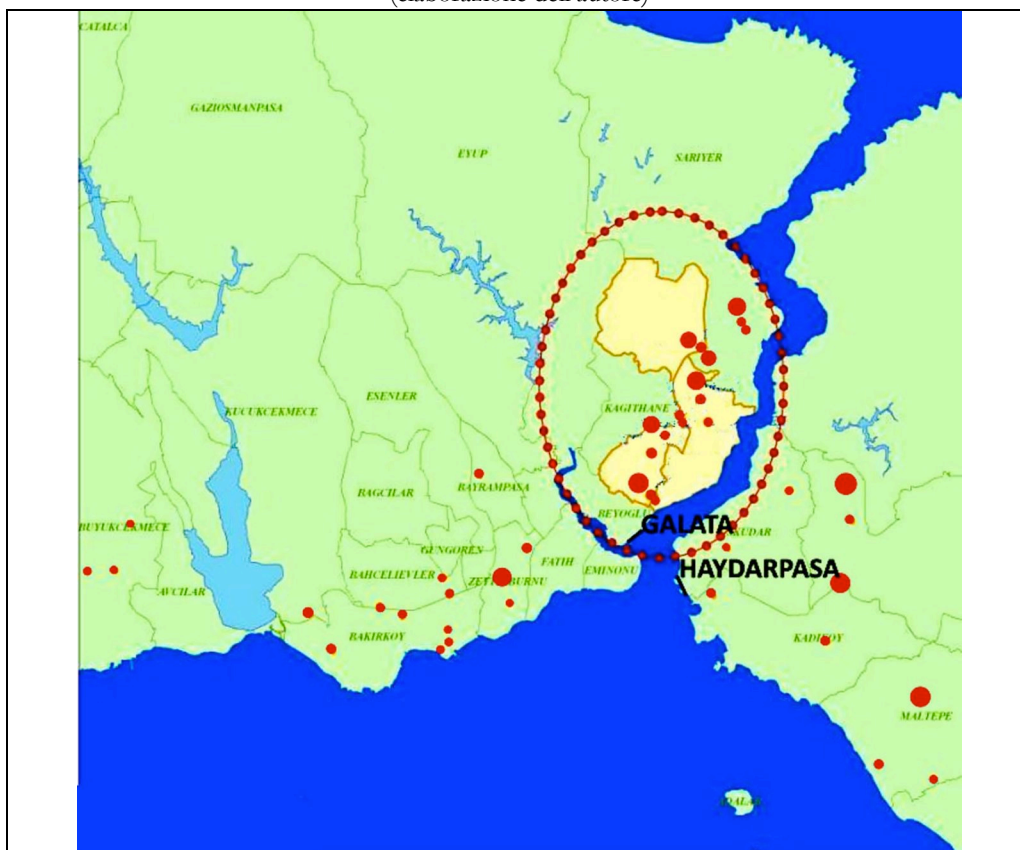 (elaborazione dell'autore)
CATALCA
GAZIOSMANPASA
EYUP
SARIYER
KUCUKCEKMECE
ESENLER
KAGITHANE
BAGCILAR
BAYRAMPASA
BUYUKCEKMECE
BEYOGLU
GALATA
KUDAR
GUNGOREN
FATIH
EMINONU
HAYDARPASA
BAHCELIEVLER
AVCILAR
BAKIRKOY
KADIKOY
MALTEPE